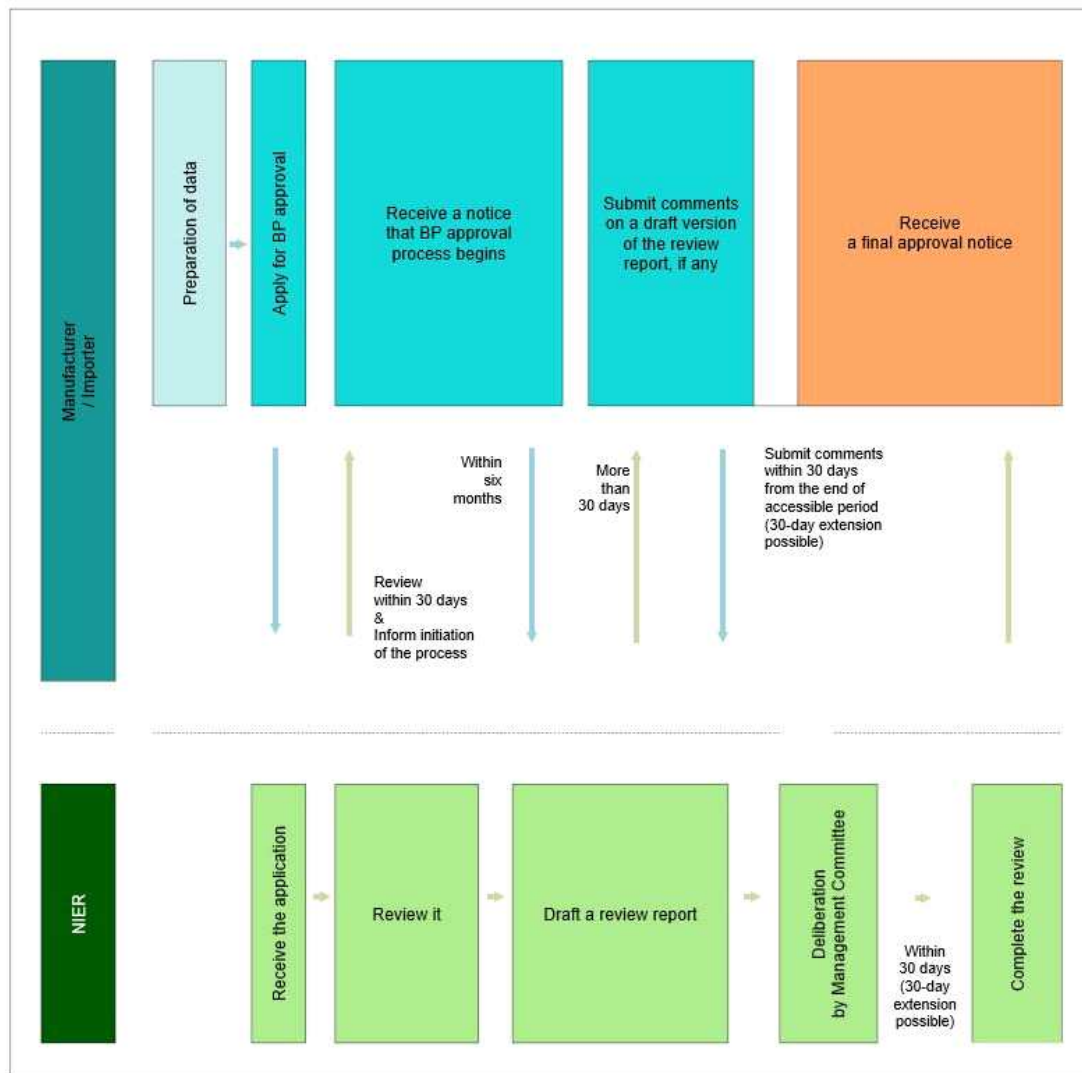 Manufacturer
/ Importer
Preparation of data
Apply for BP approval
Receive a notice
that BP approval
process begins
Submit comments
on a draft version
of the review
report, if any
Receive
a final approval notice
Review
within 30 days
&
Inform initiation
of the process
Within
six
months
More
than
30 days
Submit comments
within 30 days
from the end of
accessible period
(30-day extension
possible)
NIER
Receive the application
Review it
Draft a review report
Deliberation
by Management Committee
Within
30 days
(30-day
extension
possible)
Complete the review